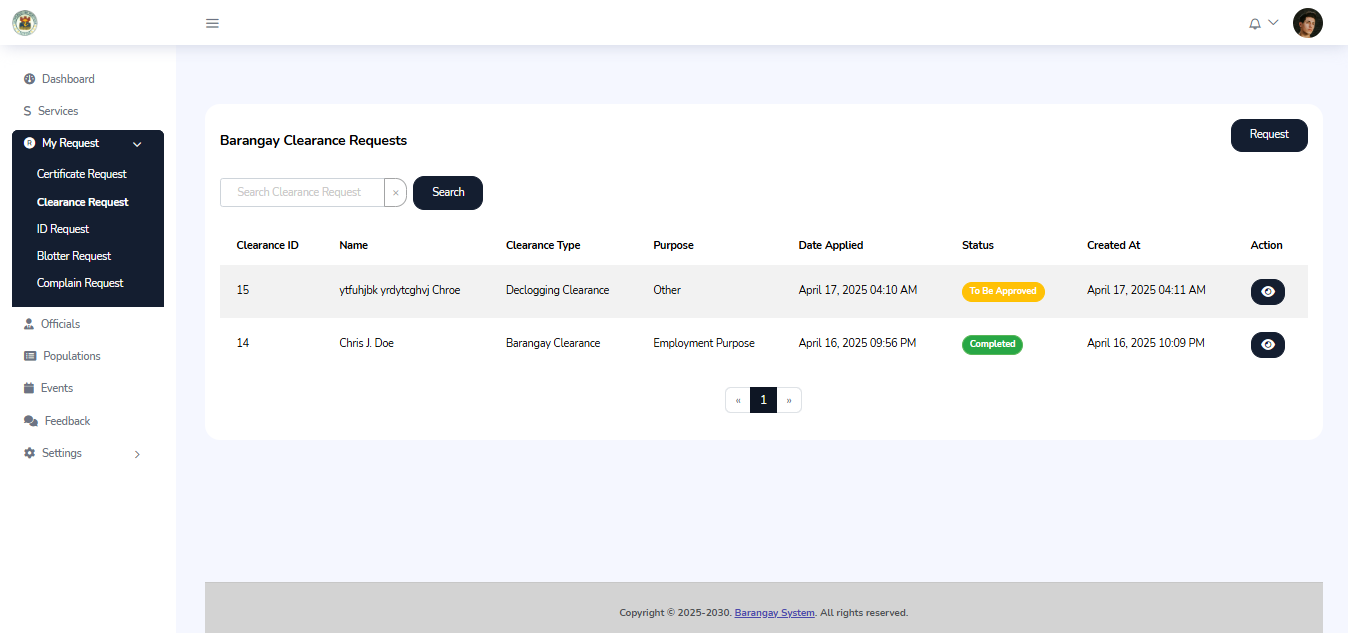 Dashboard
S Services
R My Request
Certificate Request
Clearance Request
ID Request
Blotter Request
Complain Request
Officials
Populations
Events
Feedback
Settings
Barangay Clearance Requests
Request
Search Clearance Request × Search
Clearance ID Name Clearance Type Purpose Date Applied Status Created At Action
15 ytfuhjbk yrdytcghvj Chroe Declogging Clearance Other April 17, 2025 04:10 AM To Be Approved April 17, 2025 04:11 AM
14 Chris J. Doe Barangay Clearance Employment Purpose April 16, 2025 09:56 PM Completed April 16, 2025 10:09 PM
« 1 »
Copyright © 2025-2030. Barangay System. All rights reserved.